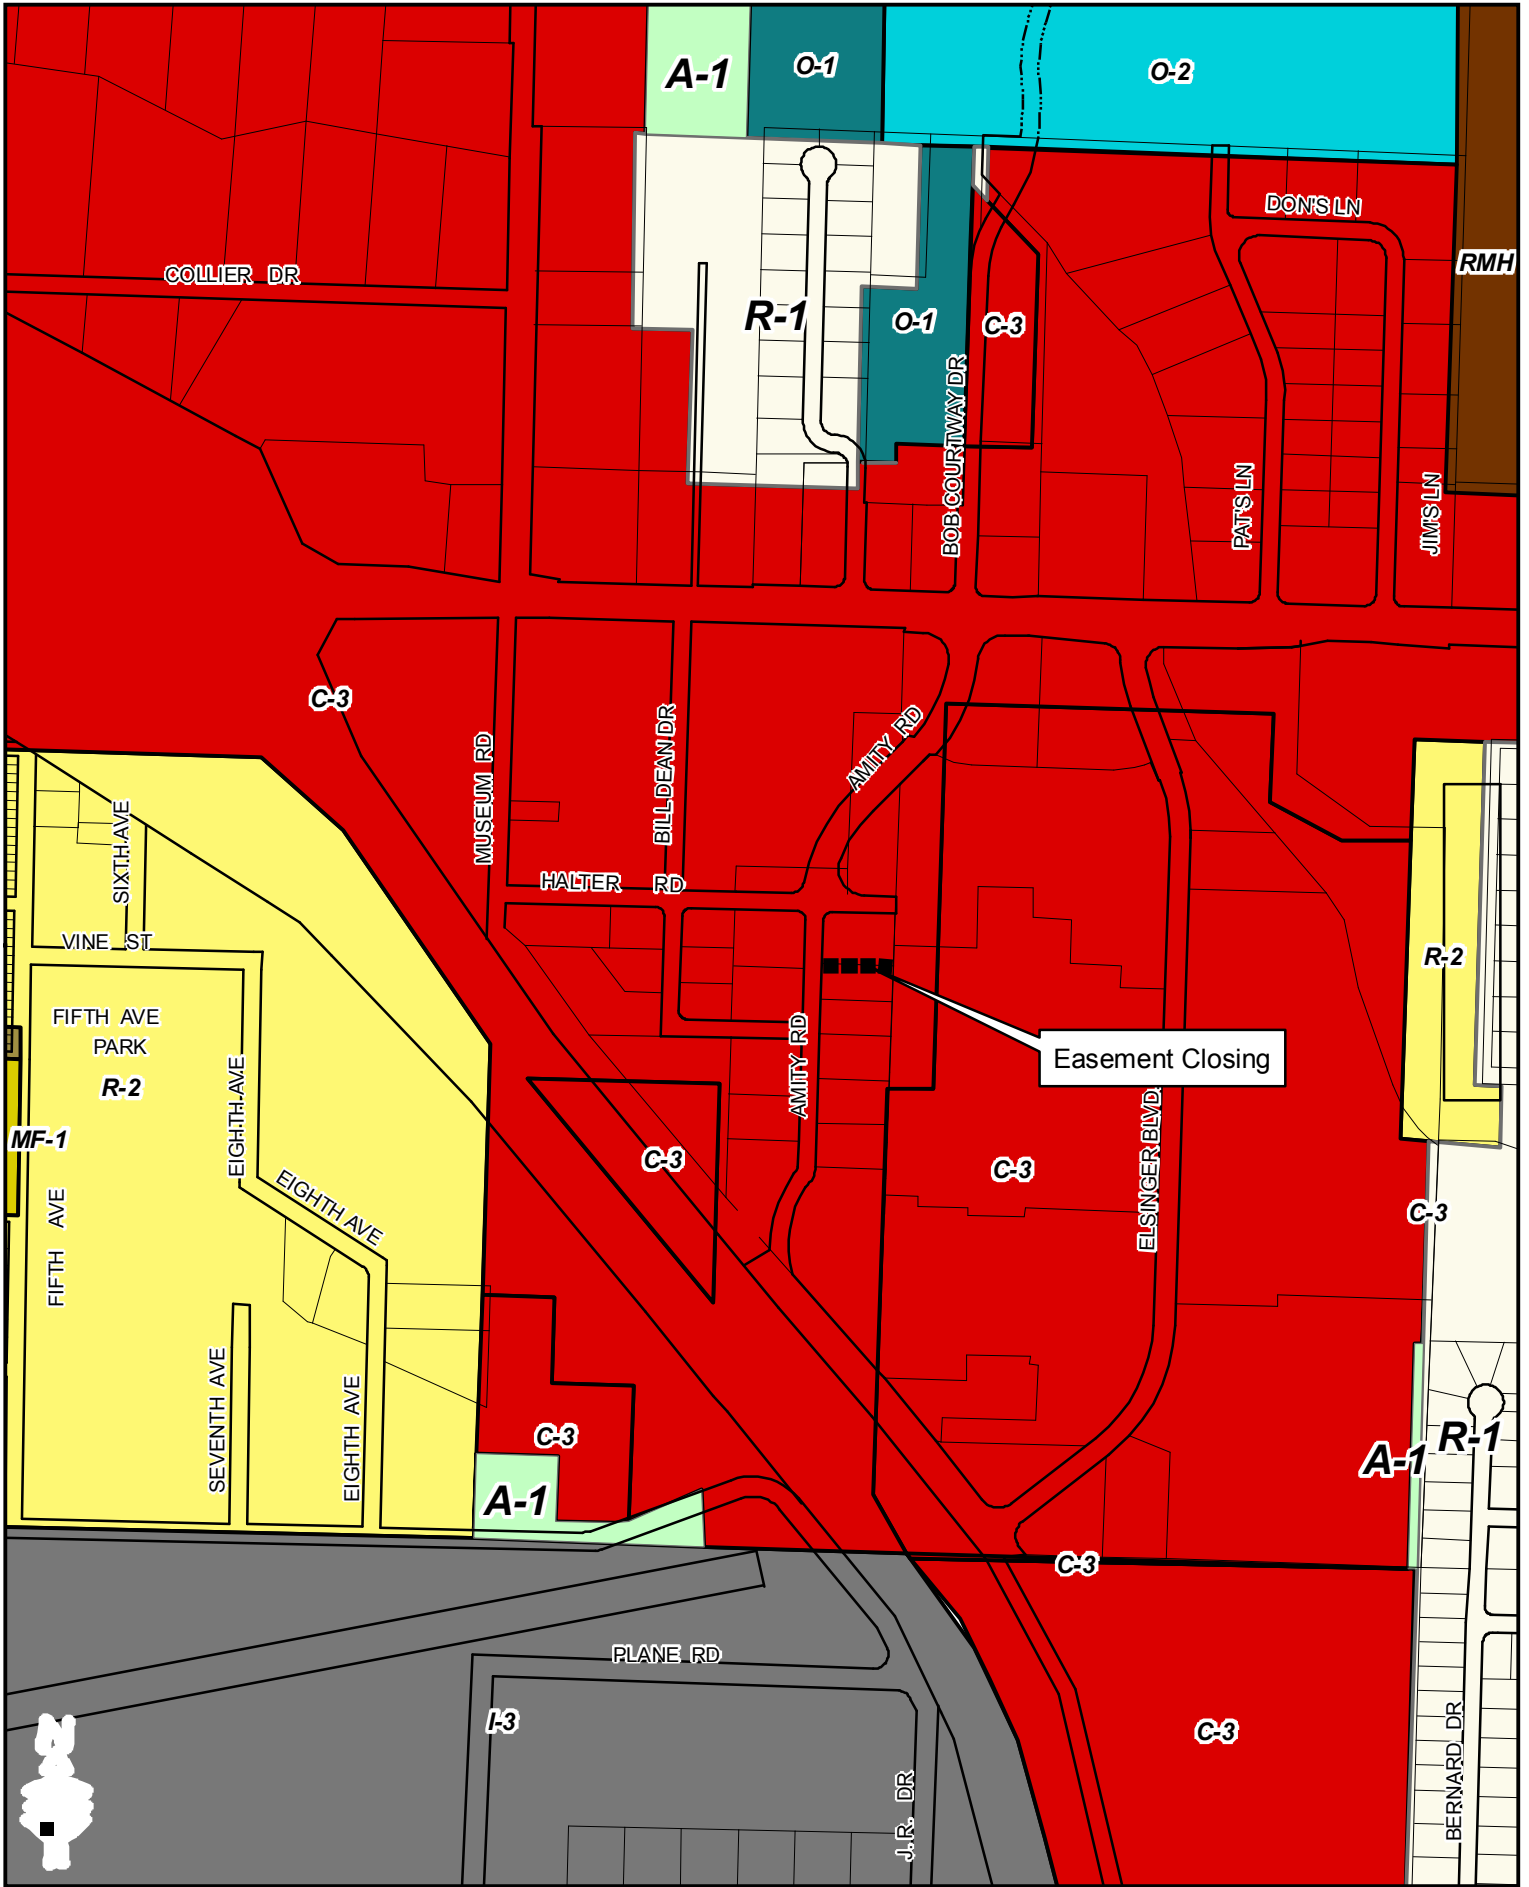 A-1
O-1
O-2
DON'S LN
RMH
COLLIER DR
R-1
O-1
C-3
BOB COURTWAY DR
PAT'S LN
JIM'S LN
C-3
MUSEUM RD
BILL DEAN DR
AMITY RD
SIXTH AVE
HALTER RD
VINE ST
R-2
FIFTH AVE
PARK
R-2
EIGHTH AVE
AMITY RD
Easement Closing
MF-1
C-3
C-3
ELSINGER BLVD.
C-3
FIFTH AVE
EIGHTH AVE
SEVENTH AVE
EIGHTH AVE
C-3
A-1
R-1
A-1
C-3
PLANE RD
I-3
C-3
J.R. DR
BERNARD DR
N